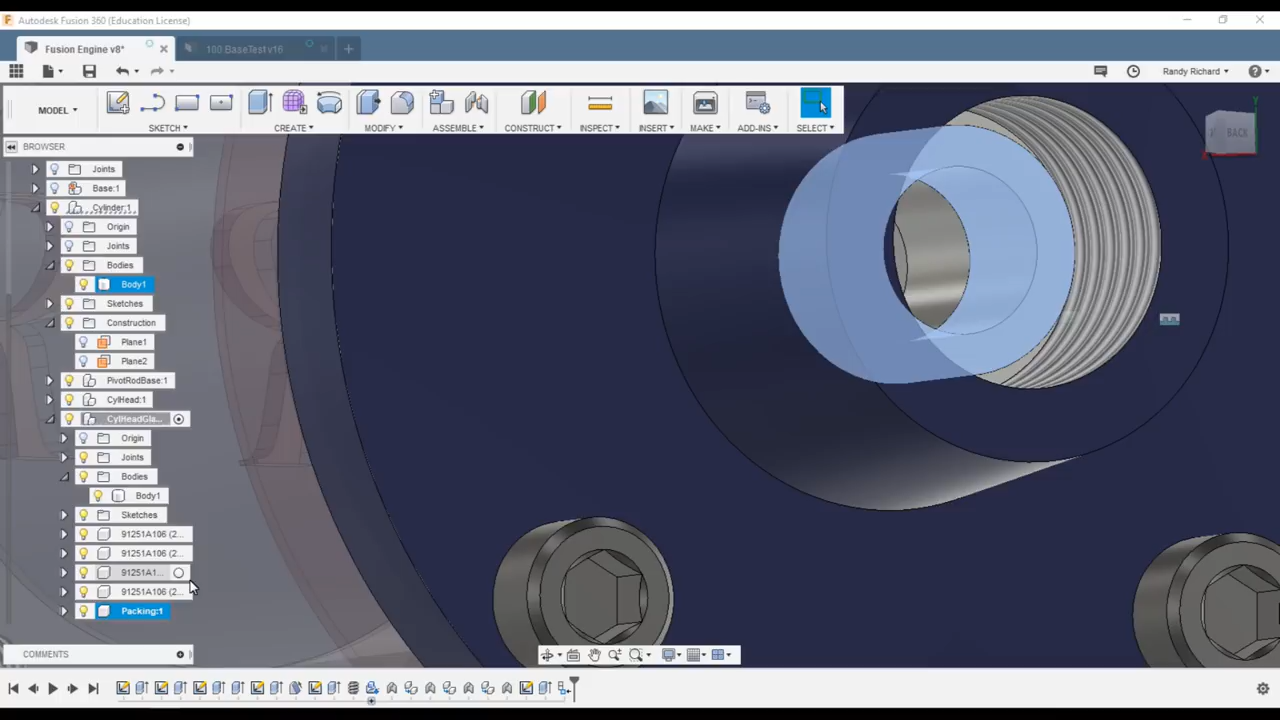 Autodesk Fusion 360 (Education License)
Fusion Engine v8*
100.BaseTest v16
Randy Richard
MODEL
SKETCH
CREATE
MODIFY
ASSEMBLE
CONSTRUCT
INSPECT
INSERT
MAKE
ADD-INS
SELECT
Y
X
BACK
BROWSER
Joints
Base:1
Cylinder:1
Origin
Joints
Bodies
Body1
Sketches
Construction
Plane1
Plane2
PivotRodBase:1
CylHead:1
CylHeadGla...
Origin
Joints
Bodies
Body1
Sketches
91251A106 (2...
91251A106 (2...
91251A1...
91251A106 (2...
Packing:1
COMMENTS